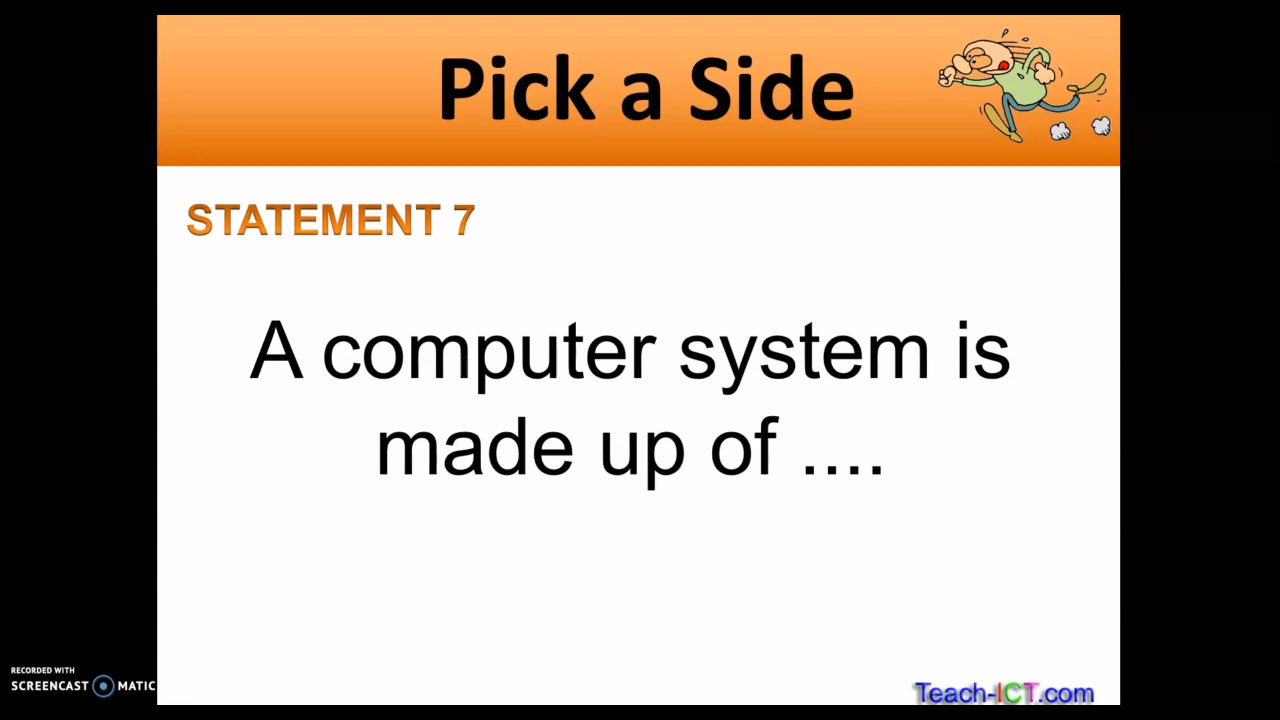 Pick a Side
STATEMENT 7
A computer system is
made up of ....
RECORDED WITH
SCREENCAST MATIC
Teach-ICT.com